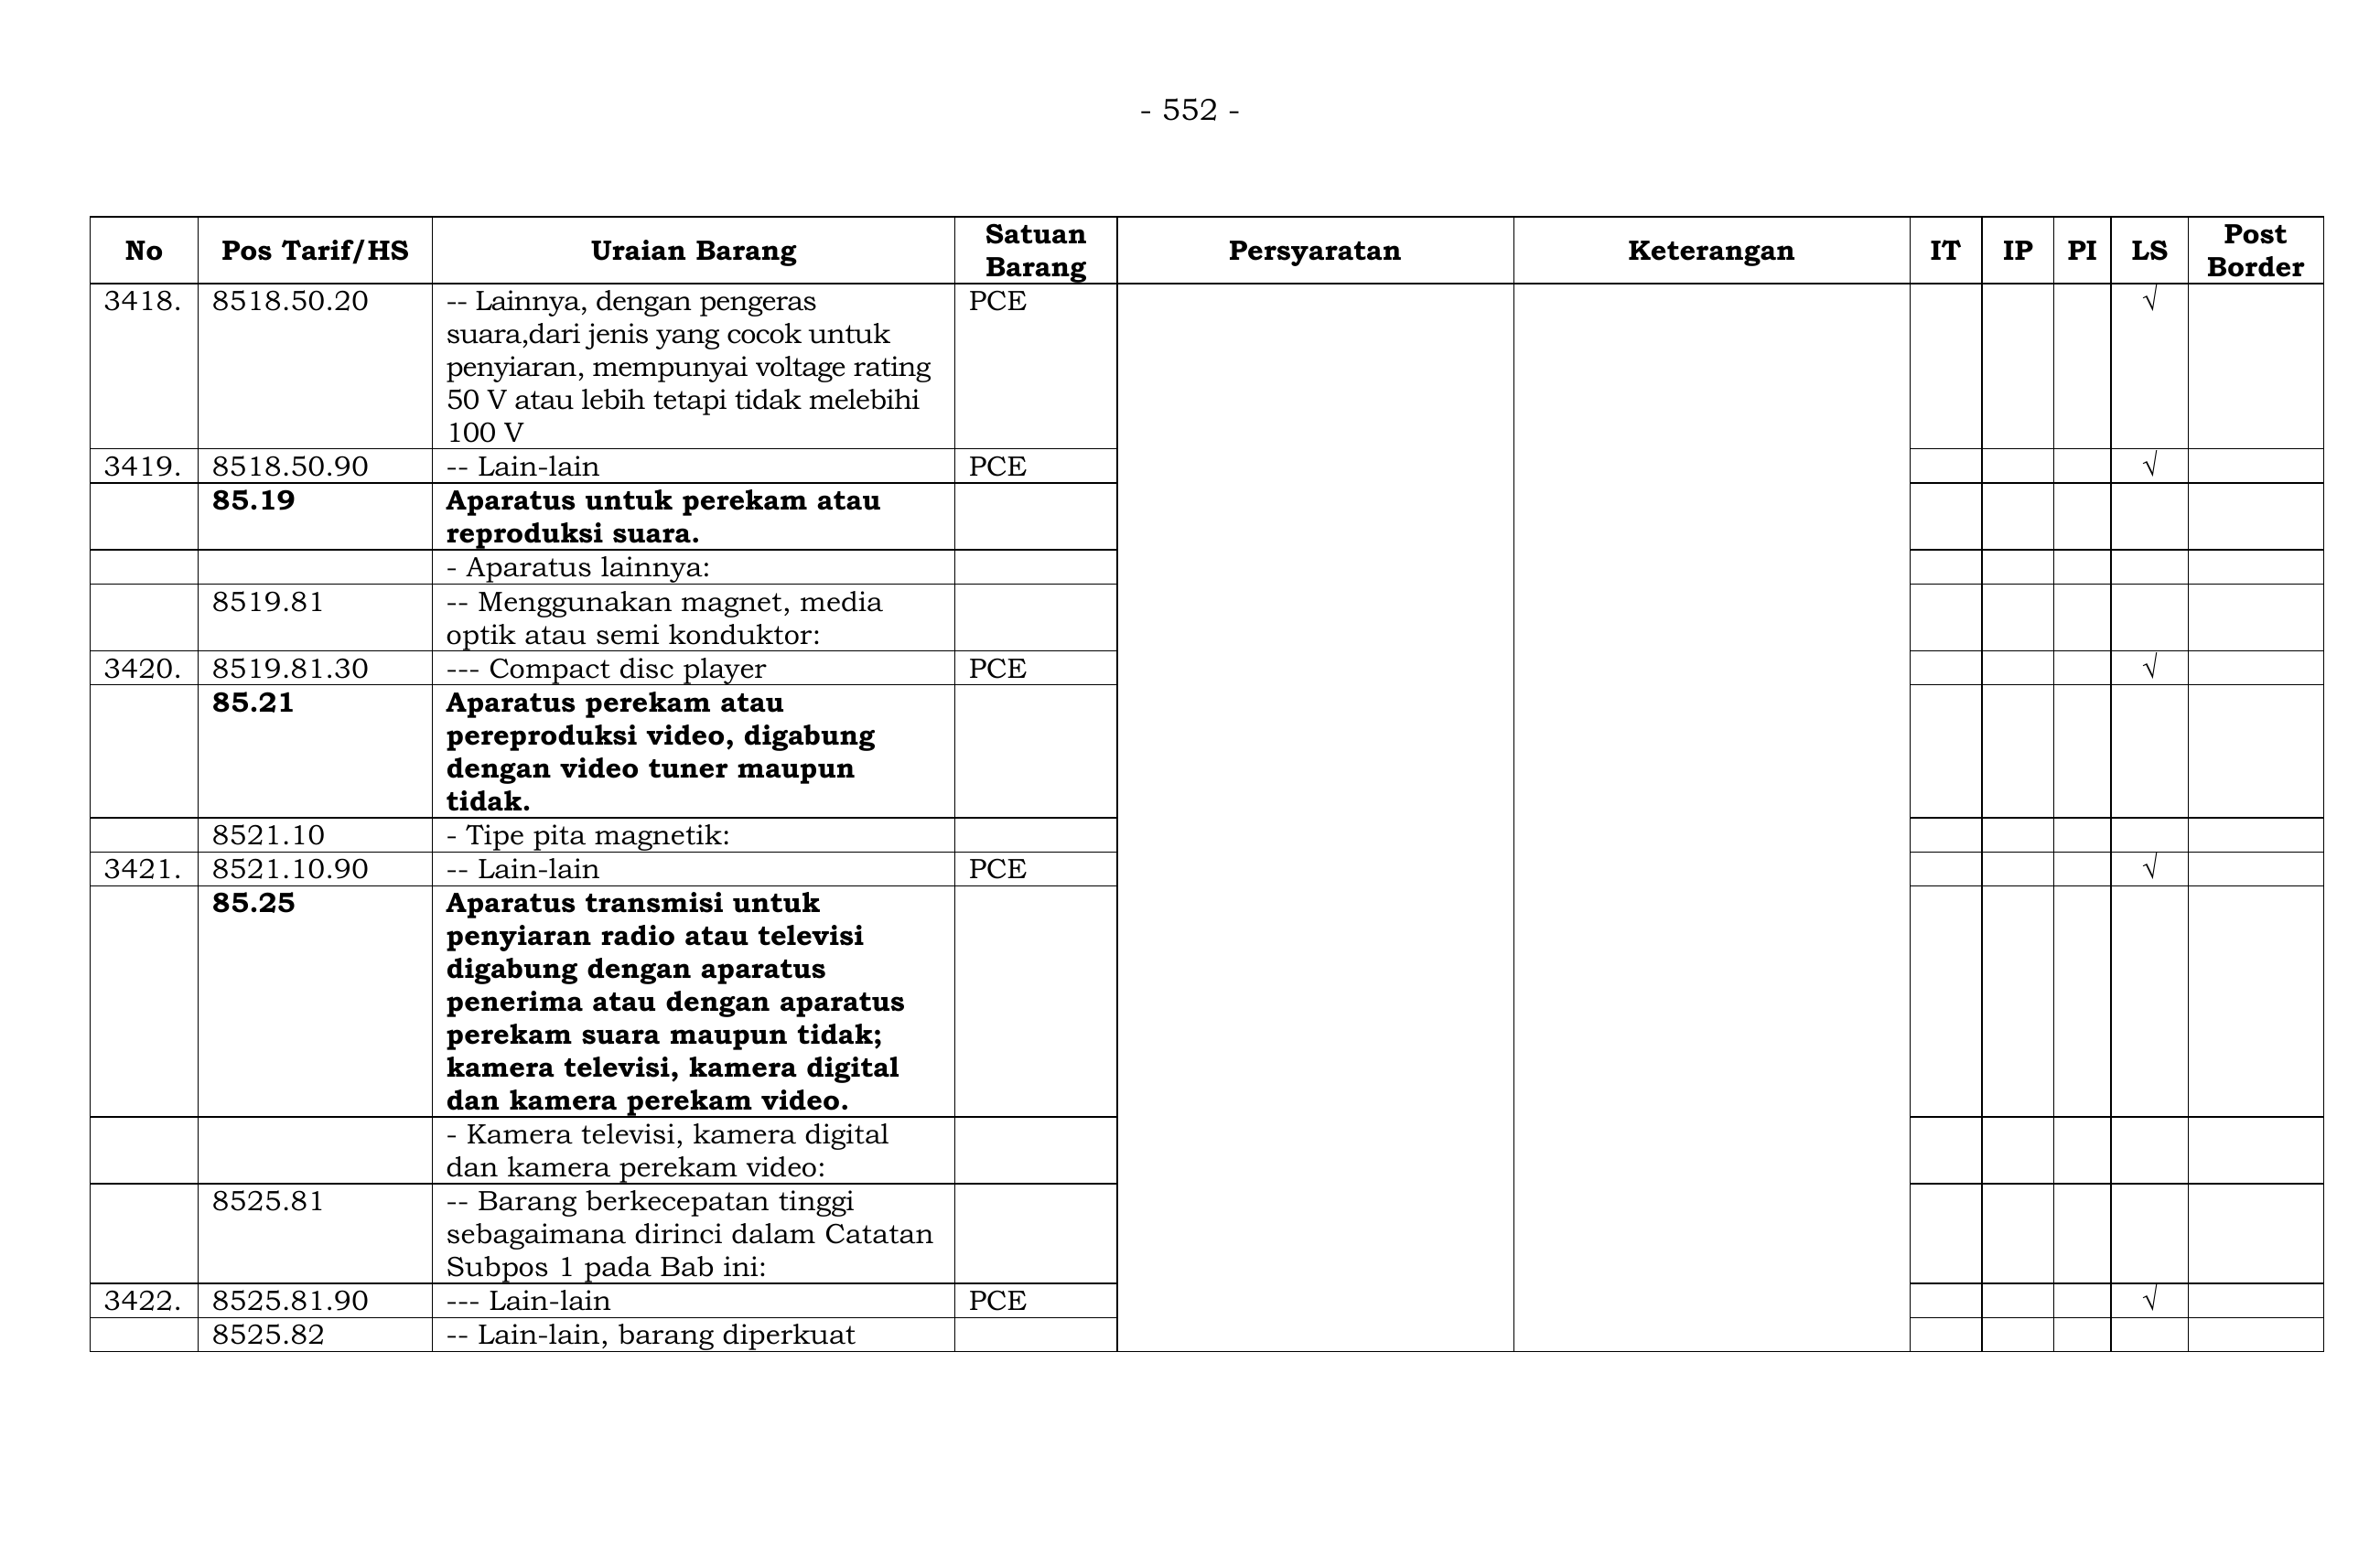 - 552 -
No Pos Tarif/HS Uraian Barang Satuan Barang Persyaratan Keterangan IT IP PI LS Post Border
3418. 8518.50.20 -- Lainnya, dengan pengeras PCE √
suara,dari jenis yang cocok untuk
penyiaran, mempunyai voltage rating
50 V atau lebih tetapi tidak melebihi
100 V
3419. 8518.50.90 -- Lain-lain PCE √
85.19 Aparatus untuk perekam atau
reproduksi suara.
- Aparatus lainnya:
8519.81 -- Menggunakan magnet, media
optik atau semi konduktor:
3420. 8519.81.30 --- Compact disc player PCE √
85.21 Aparatus perekam atau
pereproduksi video, digabung
dengan video tuner maupun
tidak.
8521.10 - Tipe pita magnetik:
3421. 8521.10.90 -- Lain-lain PCE √
85.25 Aparatus transmisi untuk
penyiaran radio atau televisi
digabung dengan aparatus
penerima atau dengan aparatus
perekam suara maupun tidak;
kamera televisi, kamera digital
dan kamera perekam video.
- Kamera televisi, kamera digital
dan kamera perekam video:
8525.81 -- Barang berkecepatan tinggi
sebagaimana dirinci dalam Catatan
Subpos 1 pada Bab ini:
3422. 8525.81.90 --- Lain-lain PCE √
8525.82 -- Lain-lain, barang diperkuat